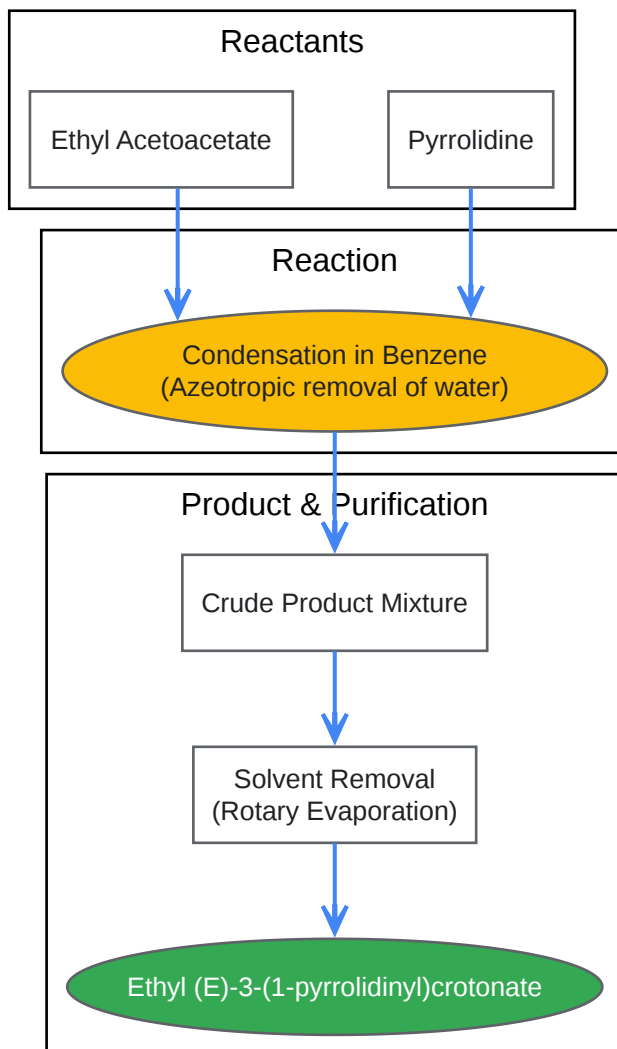 Reactants
Ethyl Acetoacetate
Pyrrolidine
Reaction
Condensation in Benzene
(Azeotropic removal of water)
Product & Purification
Crude Product Mixture
Solvent Removal
(Rotary Evaporation)
Ethyl (E)-3-(1-pyrrolidinyl)crotonate